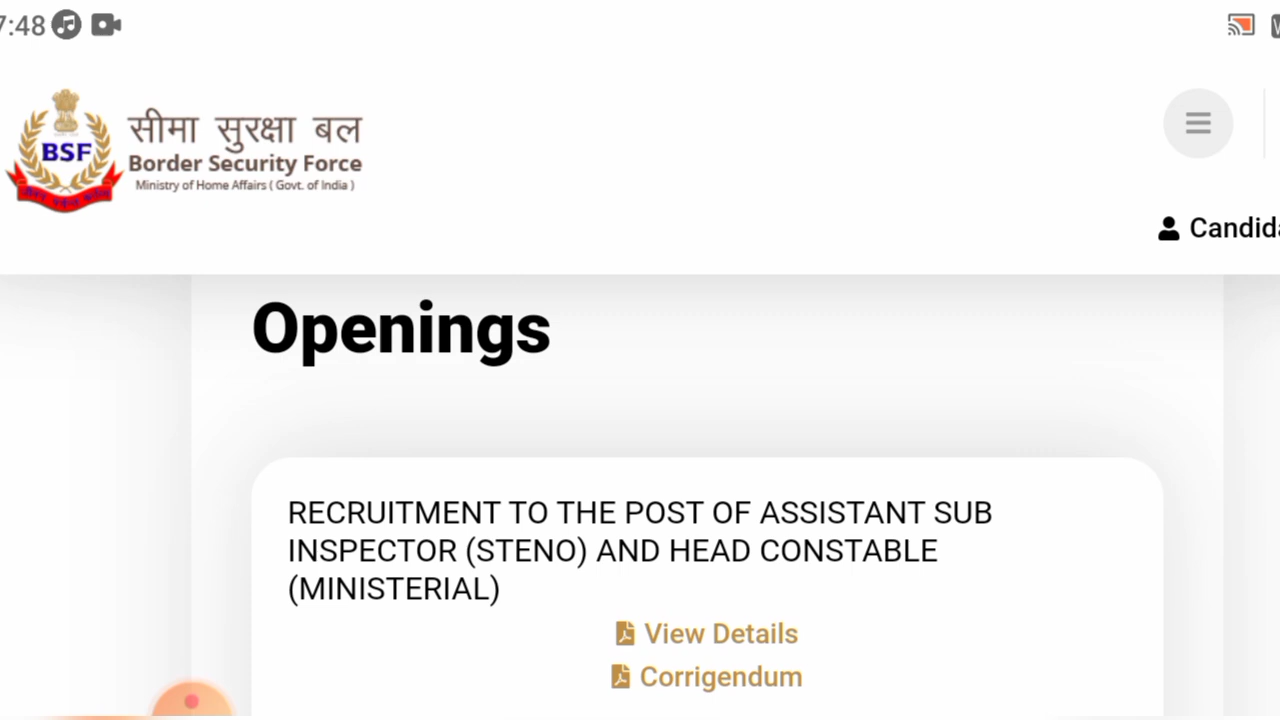 7:48
सीमा सुरक्षा बल
BSF
Border Security Force
Ministry of Home Affairs ( Govt. of India )
Openings
RECRUITMENT TO THE POST OF ASSISTANT SUB
INSPECTOR (STENO) AND HEAD CONSTABLE
(MINISTERIAL)
View Details
Corrigendum